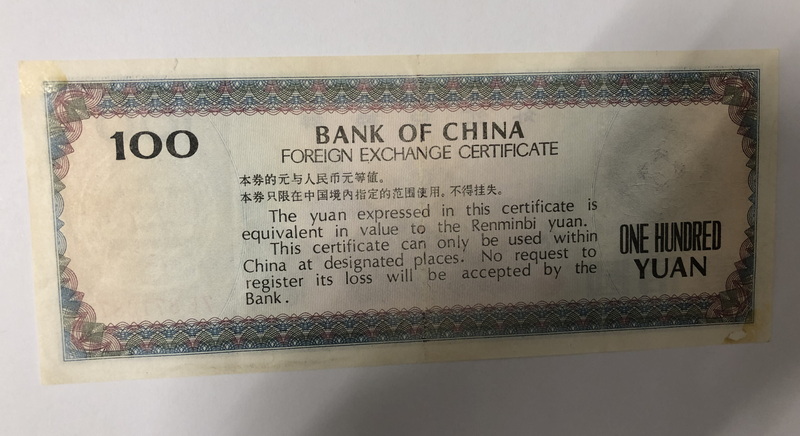 100
BANK OF CHINA
FOREIGN EXCHANGE CERTIFICATE
本券的元与人民币元等值。
本券只限在中国境内指定的范围使用,不得挂失。
The yuan expressed in this certificate is
equivalent in value to the Renminbi yuan.
This certificate can only be used within
China at designated places. No request to
register its loss will be accepted by the
Bank.
ONE HUNDRED
YUAN